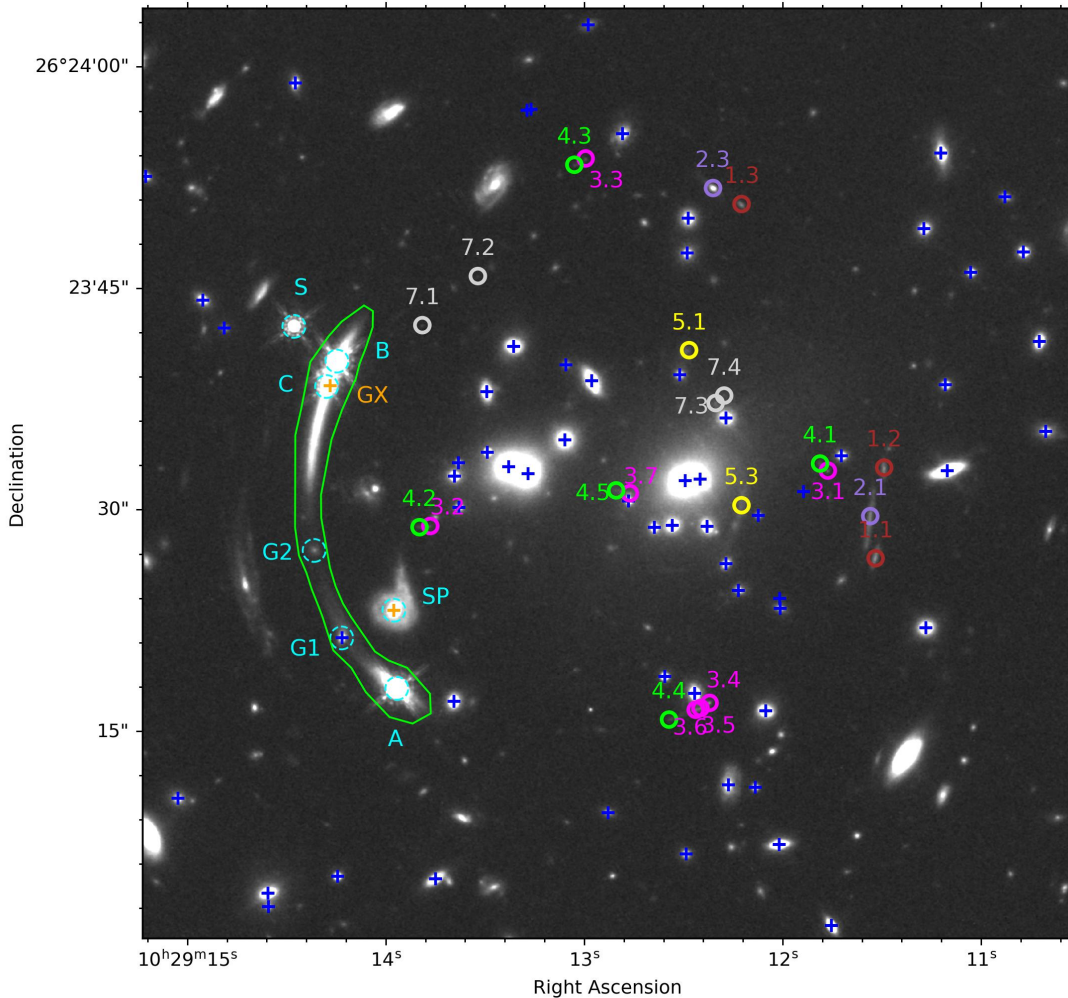 26°24'00"
4.3
3.3
2.3
1.3
7.2
23'45"
S
7.1
5.1
B
7.4
C
GX
7.3
4.1
1.2
5.3
4.5
3.7
3.1
2.1
30"
4.2
3.2
1.1
G2
SP
G1
4.4
3.4
3.6
3.5
15"
A
10ʰ29ᵐ15ˢ
14ˢ
13ˢ
12ˢ
11ˢ
Right Ascension
Declination